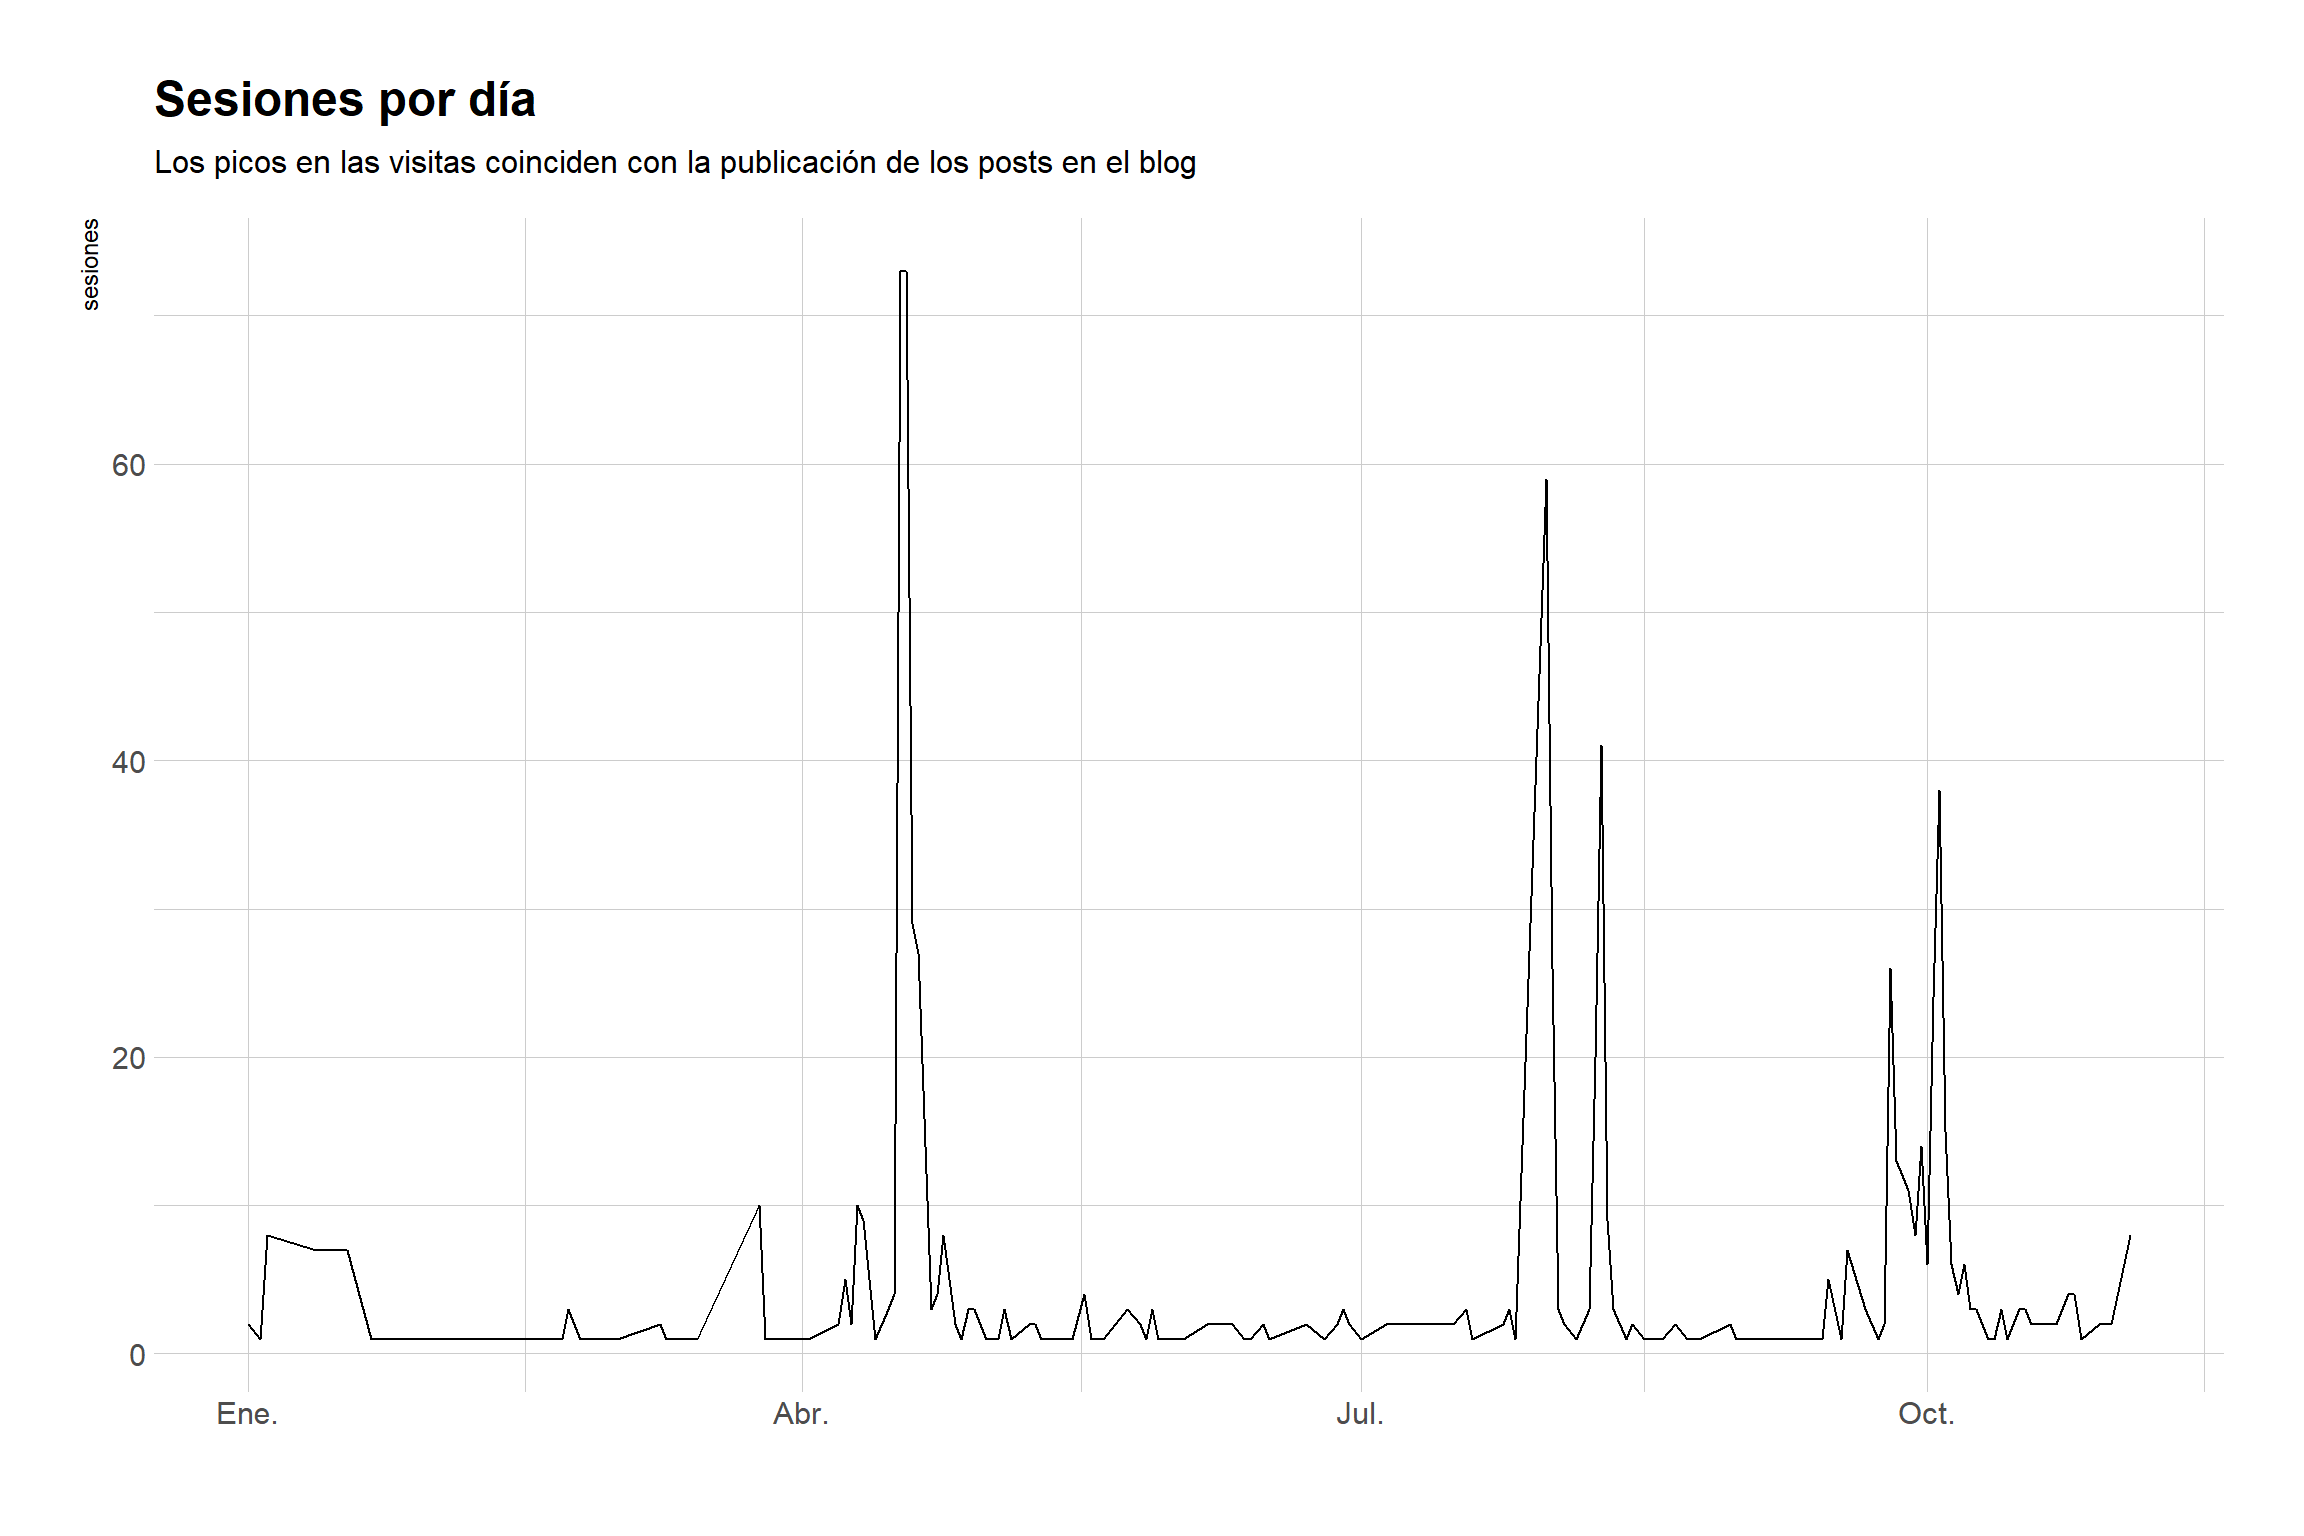 Sesiones por día
Los picos en las visitas coinciden con la publicación de los posts en el blog
sesiones
60
40
20
0
Ene.
Abr.
Jul.
Oct.